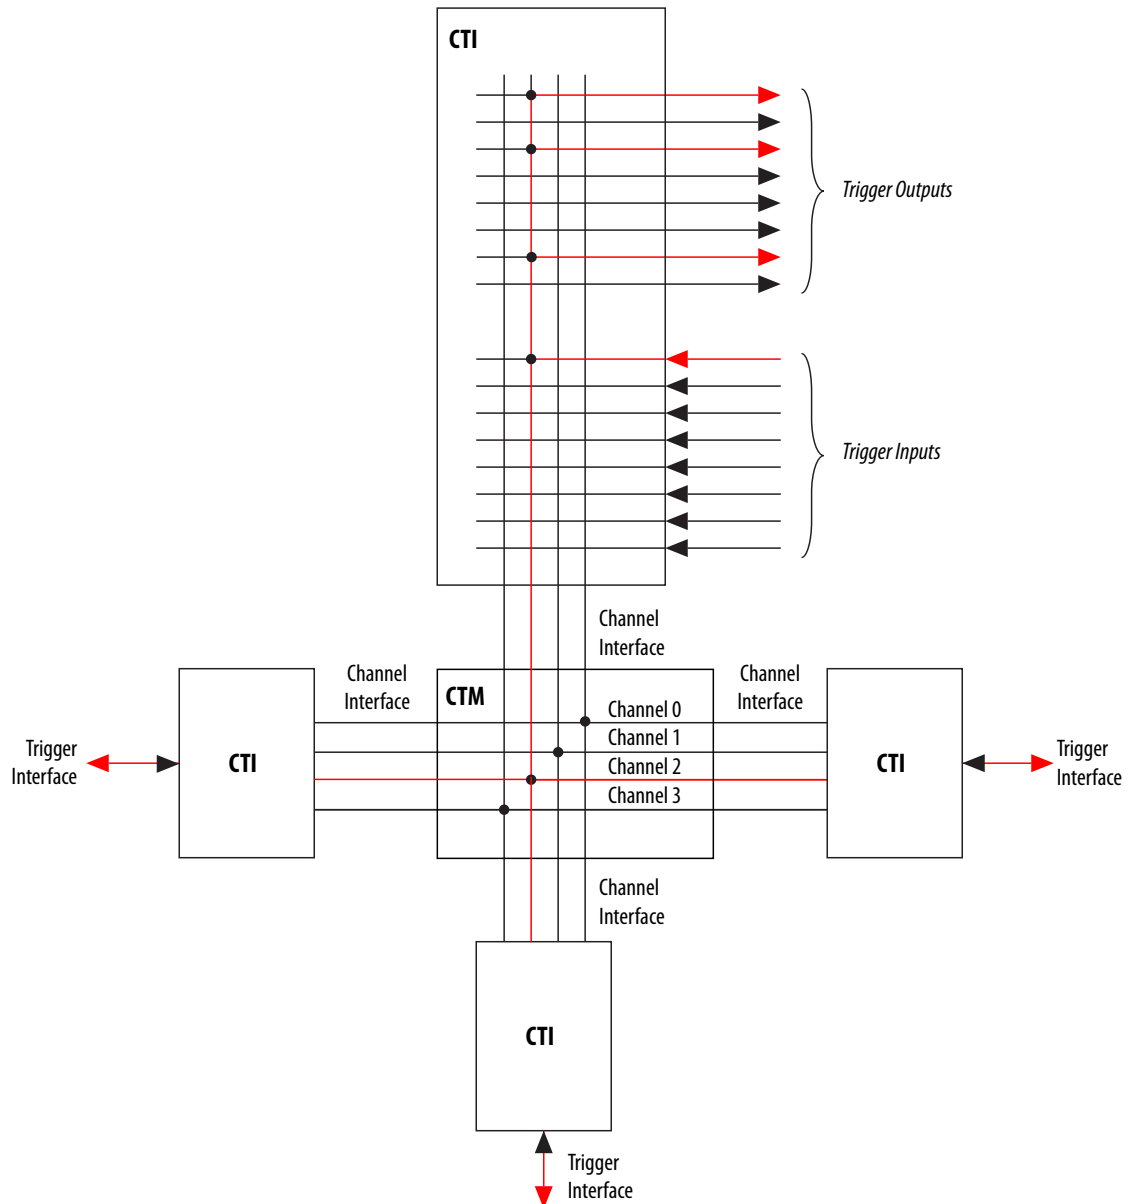 CTI
Trigger Outputs
Trigger Inputs
Channel
Interface
Channel
Interface
CTM
Channel 0
Channel 1
Channel 2
Channel 3
Channel
Interface
Trigger
Interface
CTI
CTI
Trigger
Interface
Channel
Interface
CTI
Trigger
Interface